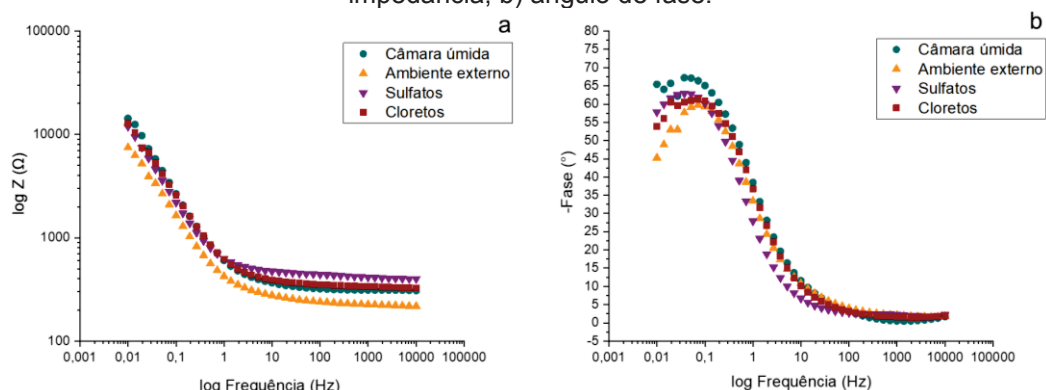 impedância, b) ângulo de fase.
a
100000
10000
1000
100
log Z (Ω)
Câmara úmida
Ambiente externo
Sulfatos
Cloretos
0,001 0,01 0,1 1 10 100 1000 10000 100000
log Frequência (Hz)
b
80
75
70
65
60
55
50
45
40
35
30
25
20
15
10
5
0
-5
-Fase (°)
Câmara úmida
Ambiente externo
Sulfatos
Cloretos
0,001 0,01 0,1 1 10 100 1000 10000 100000
log Frequência (Hz)